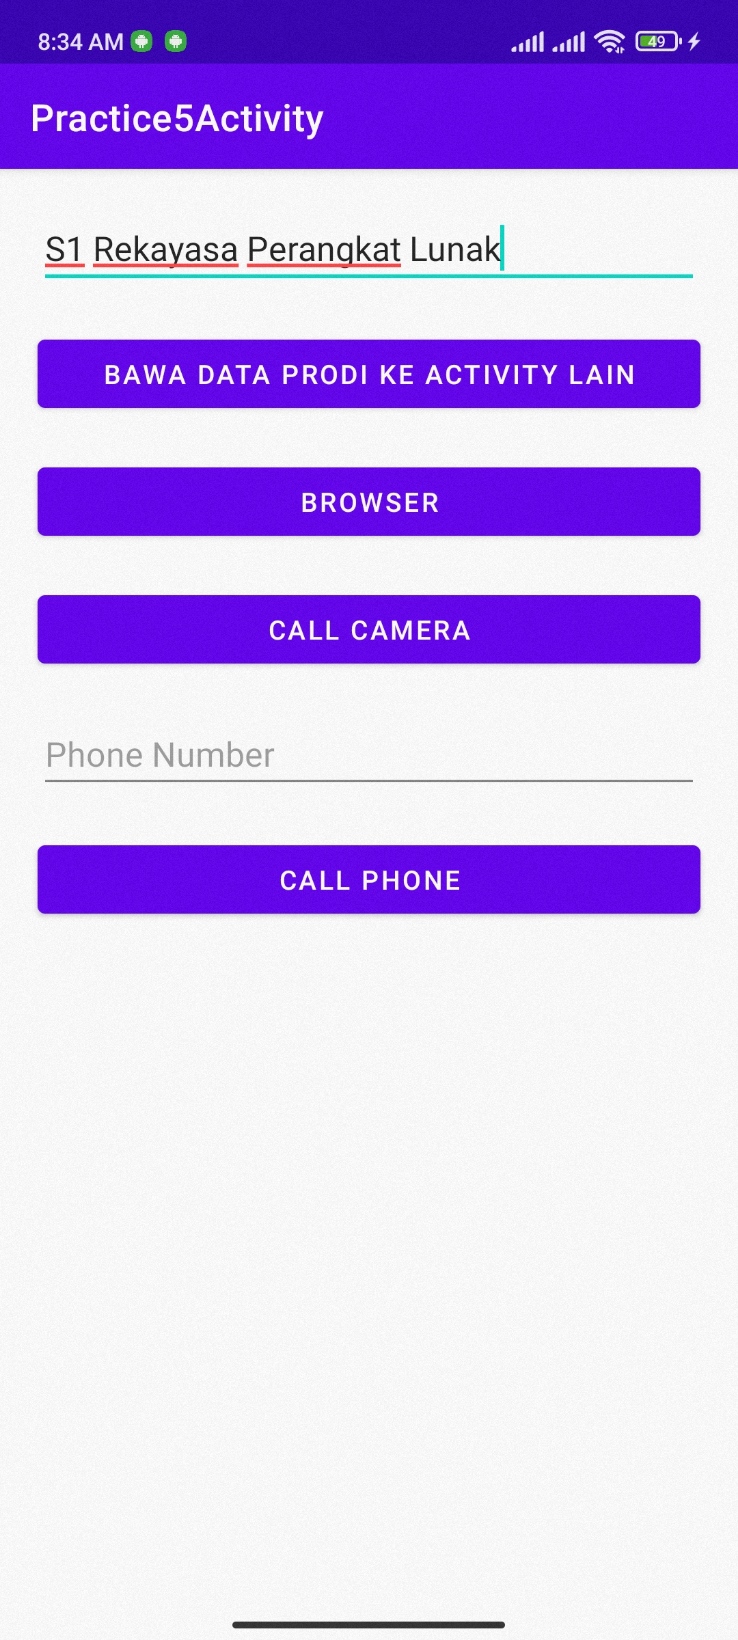 8:34 AM 49
Practice5Activity
S1 Rekayasa Perangkat Lunak
BAWA DATA PRODI KE ACTIVITY LAIN
BROWSER
CALL CAMERA
Phone Number
CALL PHONE